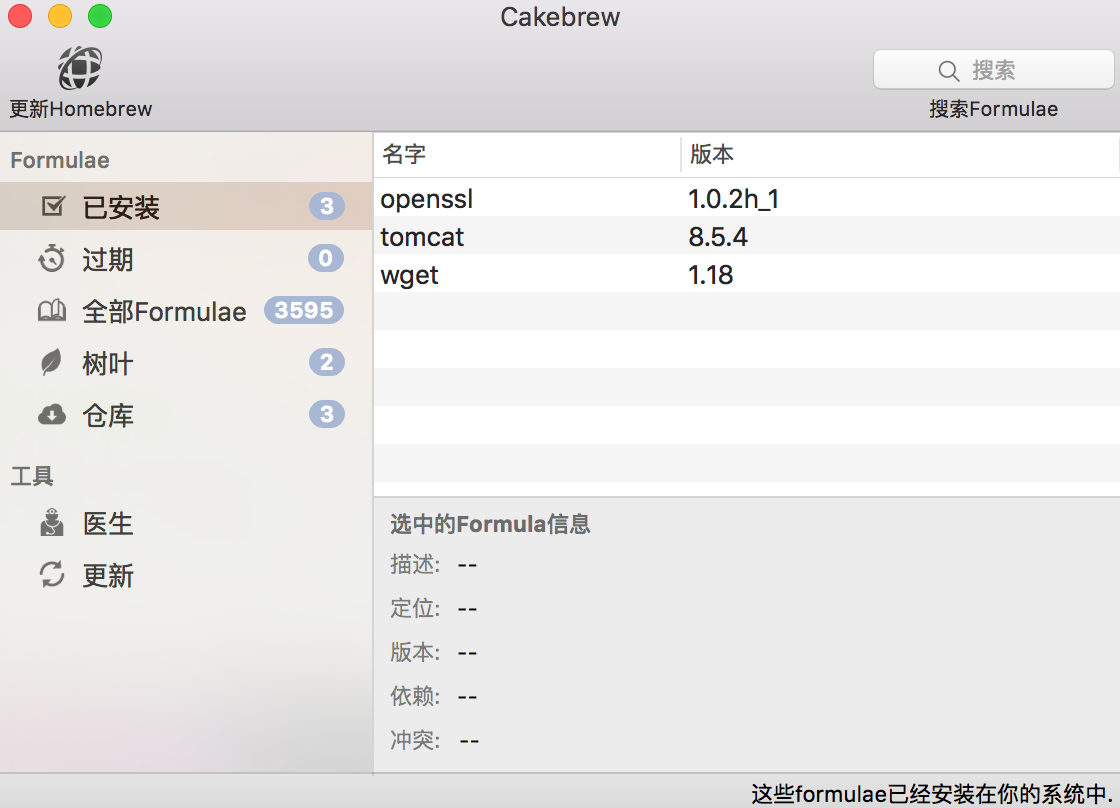 Cakebrew
更新Homebrew
搜索
搜索Formulae
Formulae
已安装 3
过期 0
全部Formulae 3595
树叶 2
仓库 3
工具
医生
更新
名字 版本
openssl 1.0.2h_1
tomcat 8.5.4
wget 1.18
选中的Formula信息
描述: --
定位: --
版本: --
依赖: --
冲突: --
这些formulae已经安装在你的系统中.